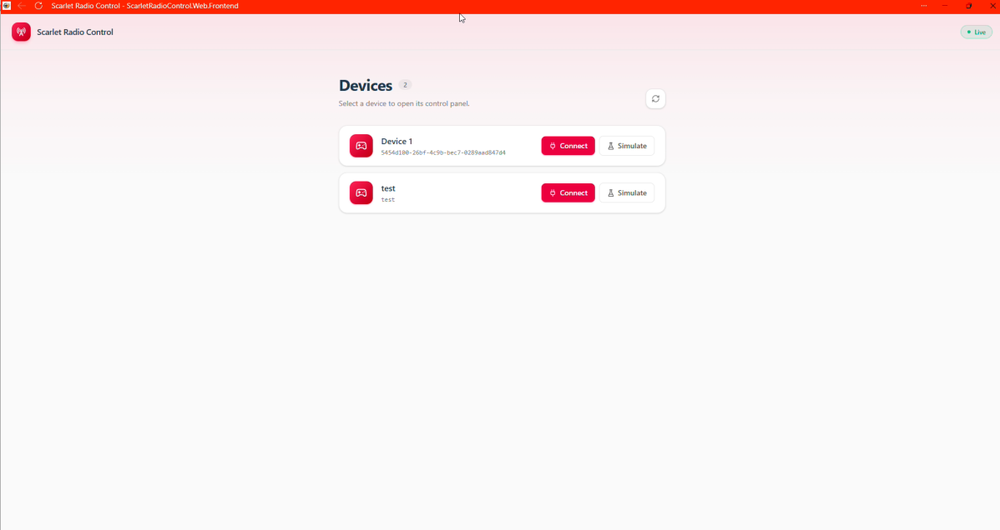 Scarlet Radio Control - ScarletRadioControl.Web.Frontend
Scarlet Radio Control
Live
Devices 2
Select a device to open its control panel.
Device 1
5454d100-26bf-4c9b-bec7-0289aad847d4
Connect
Simulate
test
test
Connect
Simulate